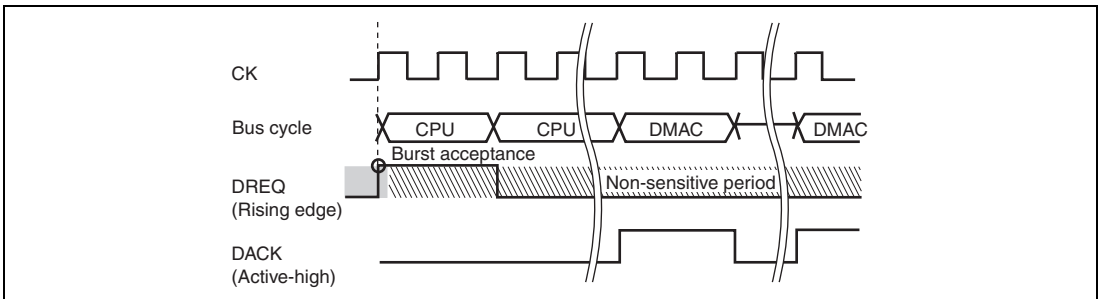 CK
Bus cycle
CPU
CPU
DMAC
DMAC
Burst acceptance
DREQ
(Rising edge)
Non-sensitive period
DACK
(Active-high)